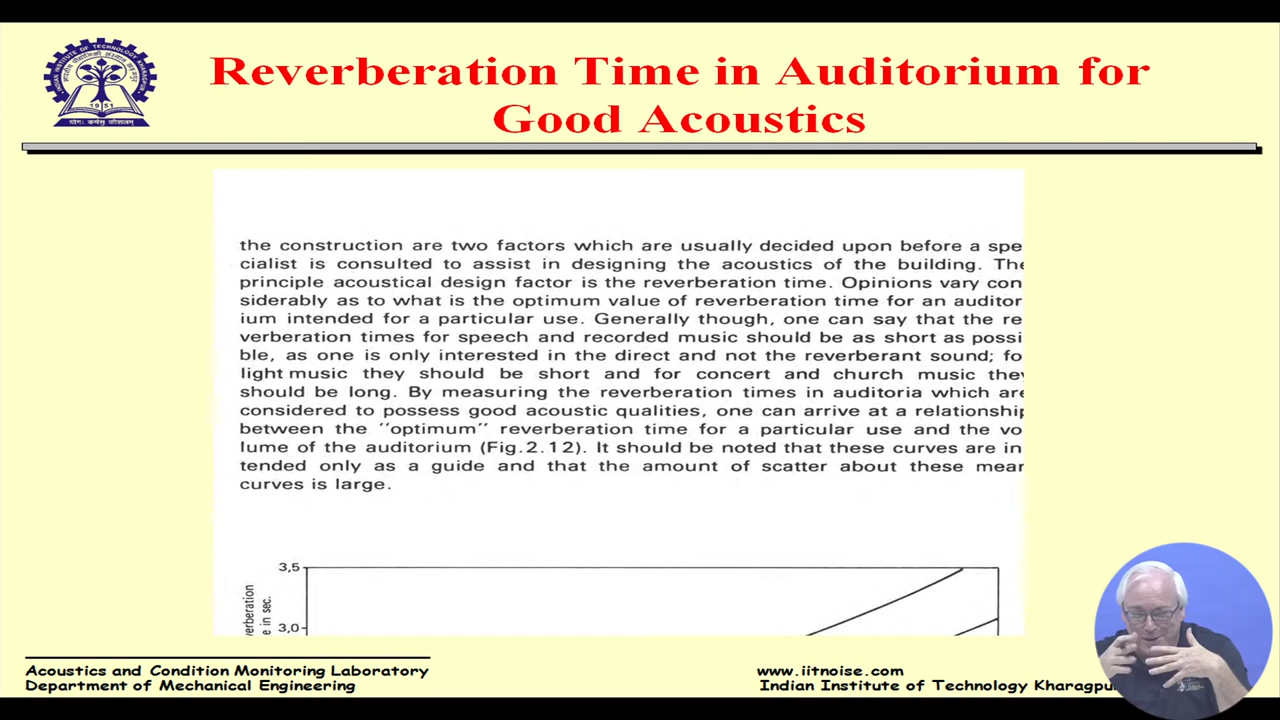 Reverberation Time in Auditorium for
Good Acoustics
the construction are two factors which are usually decided upon before a spe
cialist is consulted to assist in designing the acoustics of the building. The
principle acoustical design factor is the reverberation time. Opinions vary con
siderably as to what is the optimum value of reverberation time for an auditor
ium intended for a particular use. Generally though, one can say that the re
verberation times for speech and recorded music should be as short as possi
ble, as one is only interested in the direct and not the reverberant sound; fo
light music they should be short and for concert and church music they
should be long. By measuring the reverberation times in auditoria which are
considered to possess good acoustic qualities, one can arrive at a relationship
between the "optimum" reverberation time for a particular use and the vo
lume of the auditorium (Fig.2.12). It should be noted that these curves are in
tended only as a guide and that the amount of scatter about these mean
curves is large.
3,5
3,0
verberation
e in sec.
Acoustics and Condition Monitoring Laboratory
Department of Mechanical Engineering
www.iitnoise.com
Indian Institute of Technology Kharagpu